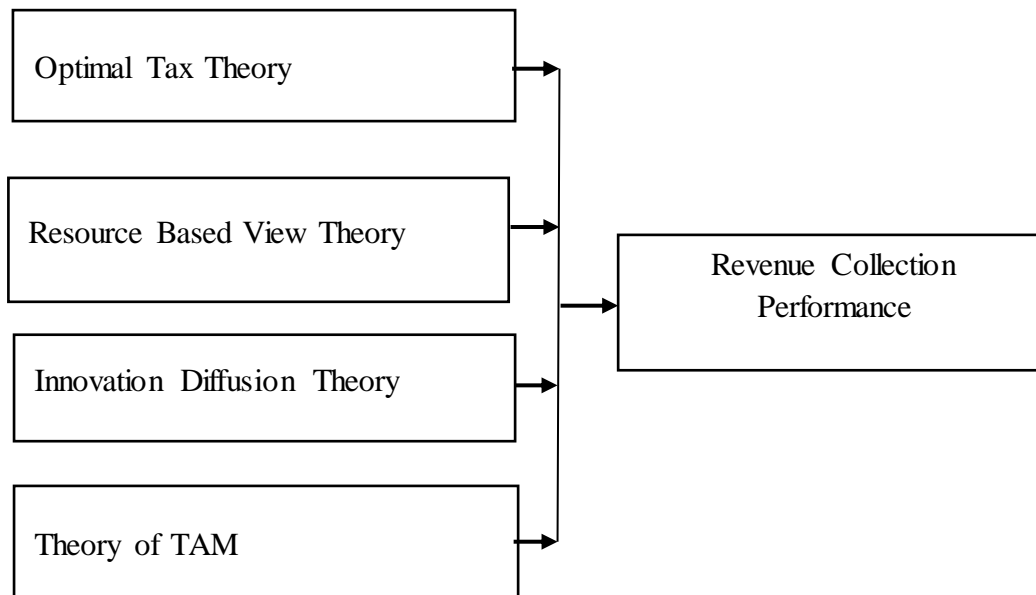 Optimal Tax Theory
Resource Based View Theory
Revenue Collection
Performance
Innovation Diffusion Theory
Theory of TAM